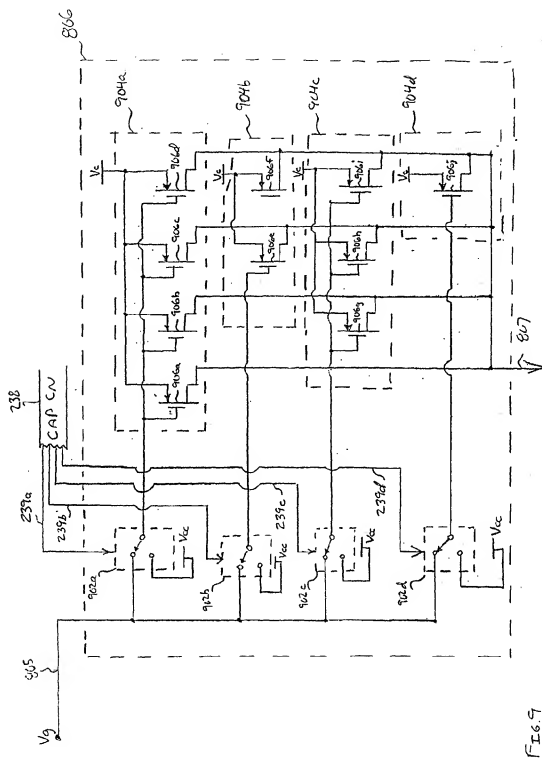 866
904a
904b
904c
904d
Vc
906a
906b
906c
906d
Vc
906e
906f
Vc
906g
906h
906i
Vc
906j
807
238
CAP CN
239a
239b
239c
239d
902a
Vcc
902b
Vcc
902c
Vcc
902d
Vcc
805
Vg
FIG. 9